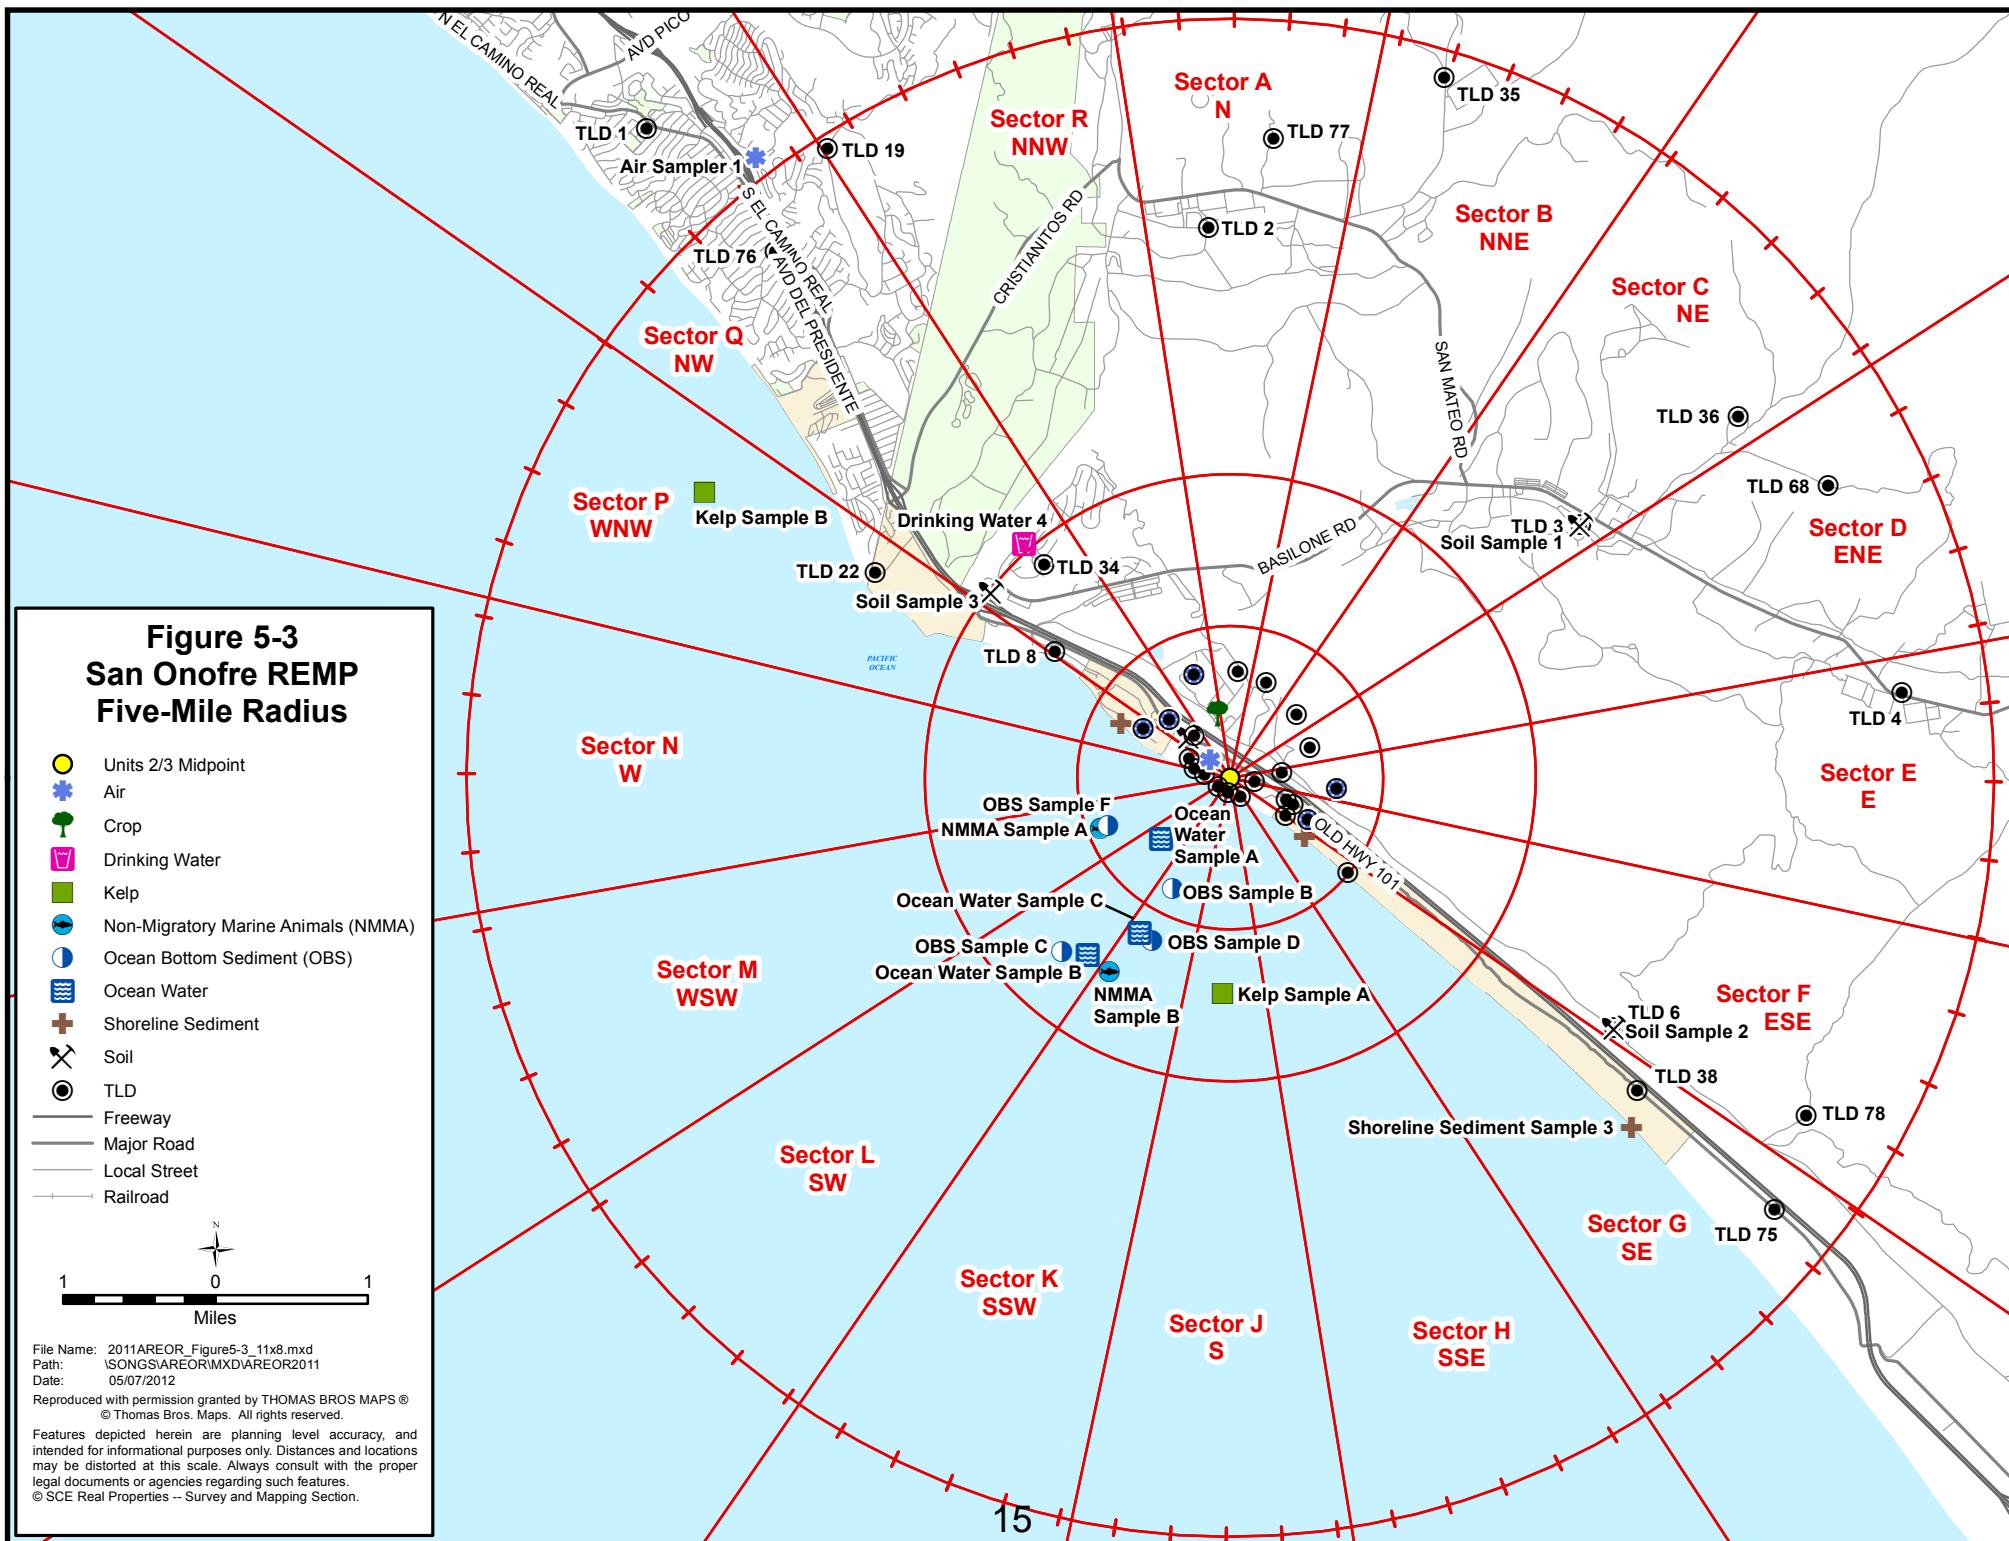 N EL CAMINO REAL
AVD PICO
Sector A
N
TLD 35
Sector R
NNW
TLD 77
TLD 1
TLD 19
Air Sampler 1
S EL CAMINO REAL
CRISTIANITOS RD
Sector B
NNE
TLD 2
TLD 76
AVD DEL PRESIDENTE
Sector C
NE
Sector Q
NW
SAN MATEO RD
TLD 36
TLD 68
Sector P
WNW
Kelp Sample B
Drinking Water 4
BASILONE RD
TLD 3
Soil Sample 1
Sector D
ENE
TLD 22
TLD 34
Soil Sample 3
TLD 8
PACIFIC
OCEAN
TLD 4
Sector N
W
Sector E
E
OBS Sample F
NMMA Sample A
Ocean
Water
Sample A
OLD HWY 101
OBS Sample B
Ocean Water Sample C
OBS Sample C
OBS Sample D
Ocean Water Sample B
Sector M
WSW
NMMA
Sample B
Kelp Sample A
Sector F
ESE
TLD 6
Soil Sample 2
TLD 38
TLD 78
Shoreline Sediment Sample 3
Sector L
SW
Sector G
SE
TLD 75
Sector K
SSW
Sector J
S
Sector H
SSE
Figure 5-3
San Onofre REMP
Five-Mile Radius
Units 2/3 Midpoint
Air
Crop
Drinking Water
Kelp
Non-Migratory Marine Animals (NMMA)
Ocean Bottom Sediment (OBS)
Ocean Water
Shoreline Sediment
Soil
TLD
Freeway
Major Road
Local Street
Railroad
N
1 0 1
Miles
File Name: 2011AREOR_Figure5-3_11x8.mxd
Path: \SONGS\AREOR\MXD\AREOR2011
Date: 05/07/2012
Reproduced with permission granted by THOMAS BROS MAPS ®
© Thomas Bros. Maps. All rights reserved.
Features depicted herein are planning level accuracy, and
intended for informational purposes only. Distances and locations
may be distorted at this scale. Always consult with the proper
legal documents or agencies regarding such features.
© SCE Real Properties -- Survey and Mapping Section.
15